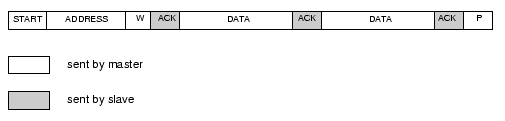 START ADDRESS W ACK DATA ACK DATA ACK P
sent by master
sent by slave